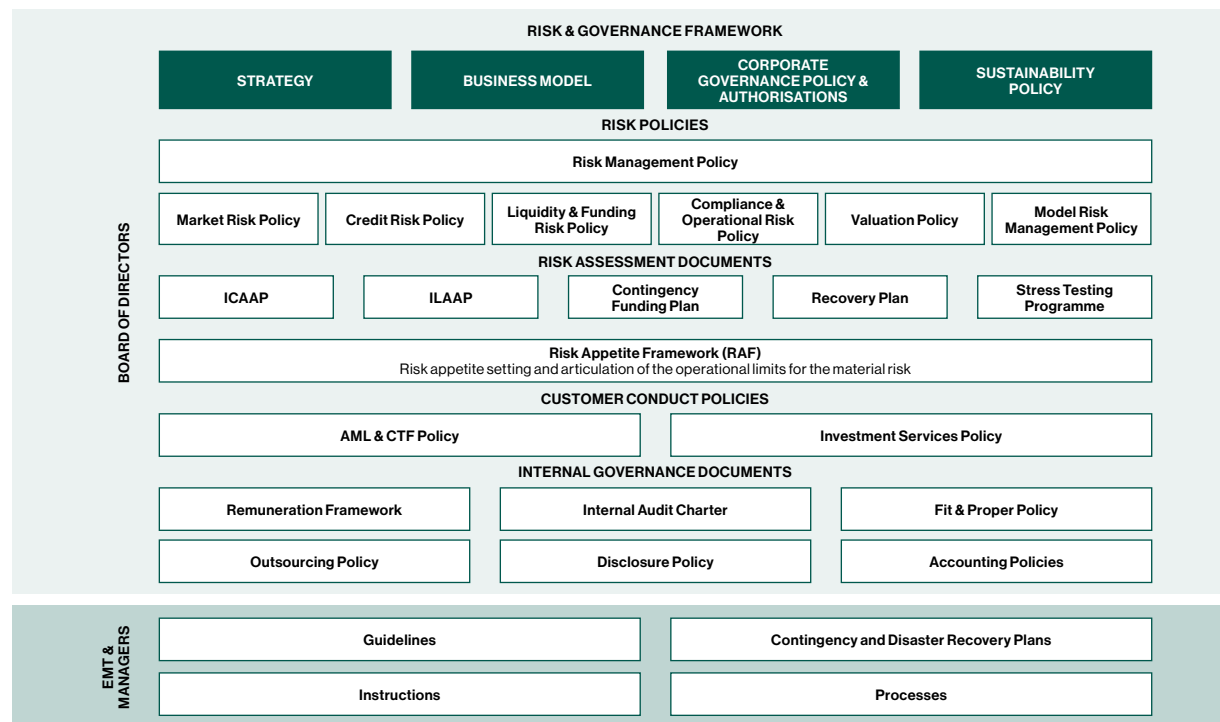 RISK & GOVERNANCE FRAMEWORK
STRATEGY
BUSINESS MODEL
CORPORATE
GOVERNANCE POLICY &
AUTHORISATIONS
SUSTAINABILITY
POLICY
BOARD OF DIRECTORS
RISK POLICIES
Risk Management Policy
Market Risk Policy
Credit Risk Policy
Liquidity & Funding
Risk Policy
Compliance &
Operational Risk
Policy
Valuation Policy
Model Risk
Management Policy
RISK ASSESSMENT DOCUMENTS
ICAAP
ILAAP
Contingency
Funding Plan
Recovery Plan
Stress Testing
Programme
Risk Appetite Framework (RAF)
Risk appetite setting and articulation of the operational limits for the material risk
CUSTOMER CONDUCT POLICIES
AML & CTF Policy
Investment Services Policy
INTERNAL GOVERNANCE DOCUMENTS
Remuneration Framework
Internal Audit Charter
Fit & Proper Policy
Outsourcing Policy
Disclosure Policy
Accounting Policies
EMT &
MANAGERS
Guidelines
Contingency and Disaster Recovery Plans
Instructions
Processes